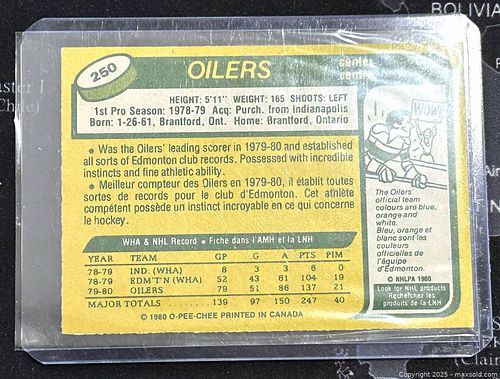 BOLIVIA
250
OILERS
center
centre
HEIGHT: 5'11" WEIGHT: 165 SHOOTS: LEFT
1st Pro Season: 1978-79 Acq: Purch. from Indianapolis
Born: 1-26-61, Brantford, Ont. Home: Brantford, Ontario
• Was the Oilers' leading scorer in 1979-80 and established
all sorts of Edmonton club records. Possessed with incredible
instincts and fine athletic ability.
• Meilleur compteur des Oilers en 1979-80, il établit toutes
sortes de records pour le club d'Edmonton. Cet athlète
compétent possède un instinct incroyable en ce qui concerne
le hockey.
WOW!
The Oilers'
official team
colours are blue,
orange and
white.
Bleu, orange et
blanc sont les
couleurs
officielles de
l'équipe
d'Edmonton.
© NHLPA 1980
Look for NHL products
Recherchez les
produits de la LNH
WHA & NHL Record • Fiche dans l'AMH et la LNH
YEAR TEAM GP G A PTS PIM
78-79 IND. (WHA) 8 3 3 6 0
78-79 EDM'T'N (WHA) 52 43 61 104 19
79-80 OILERS 79 51 86 137 21
MAJOR TOTALS 139 97 150 247 40
© 1980 O-PEE-CHEE PRINTED IN CANADA
Copyright 2025 - maxsold.com